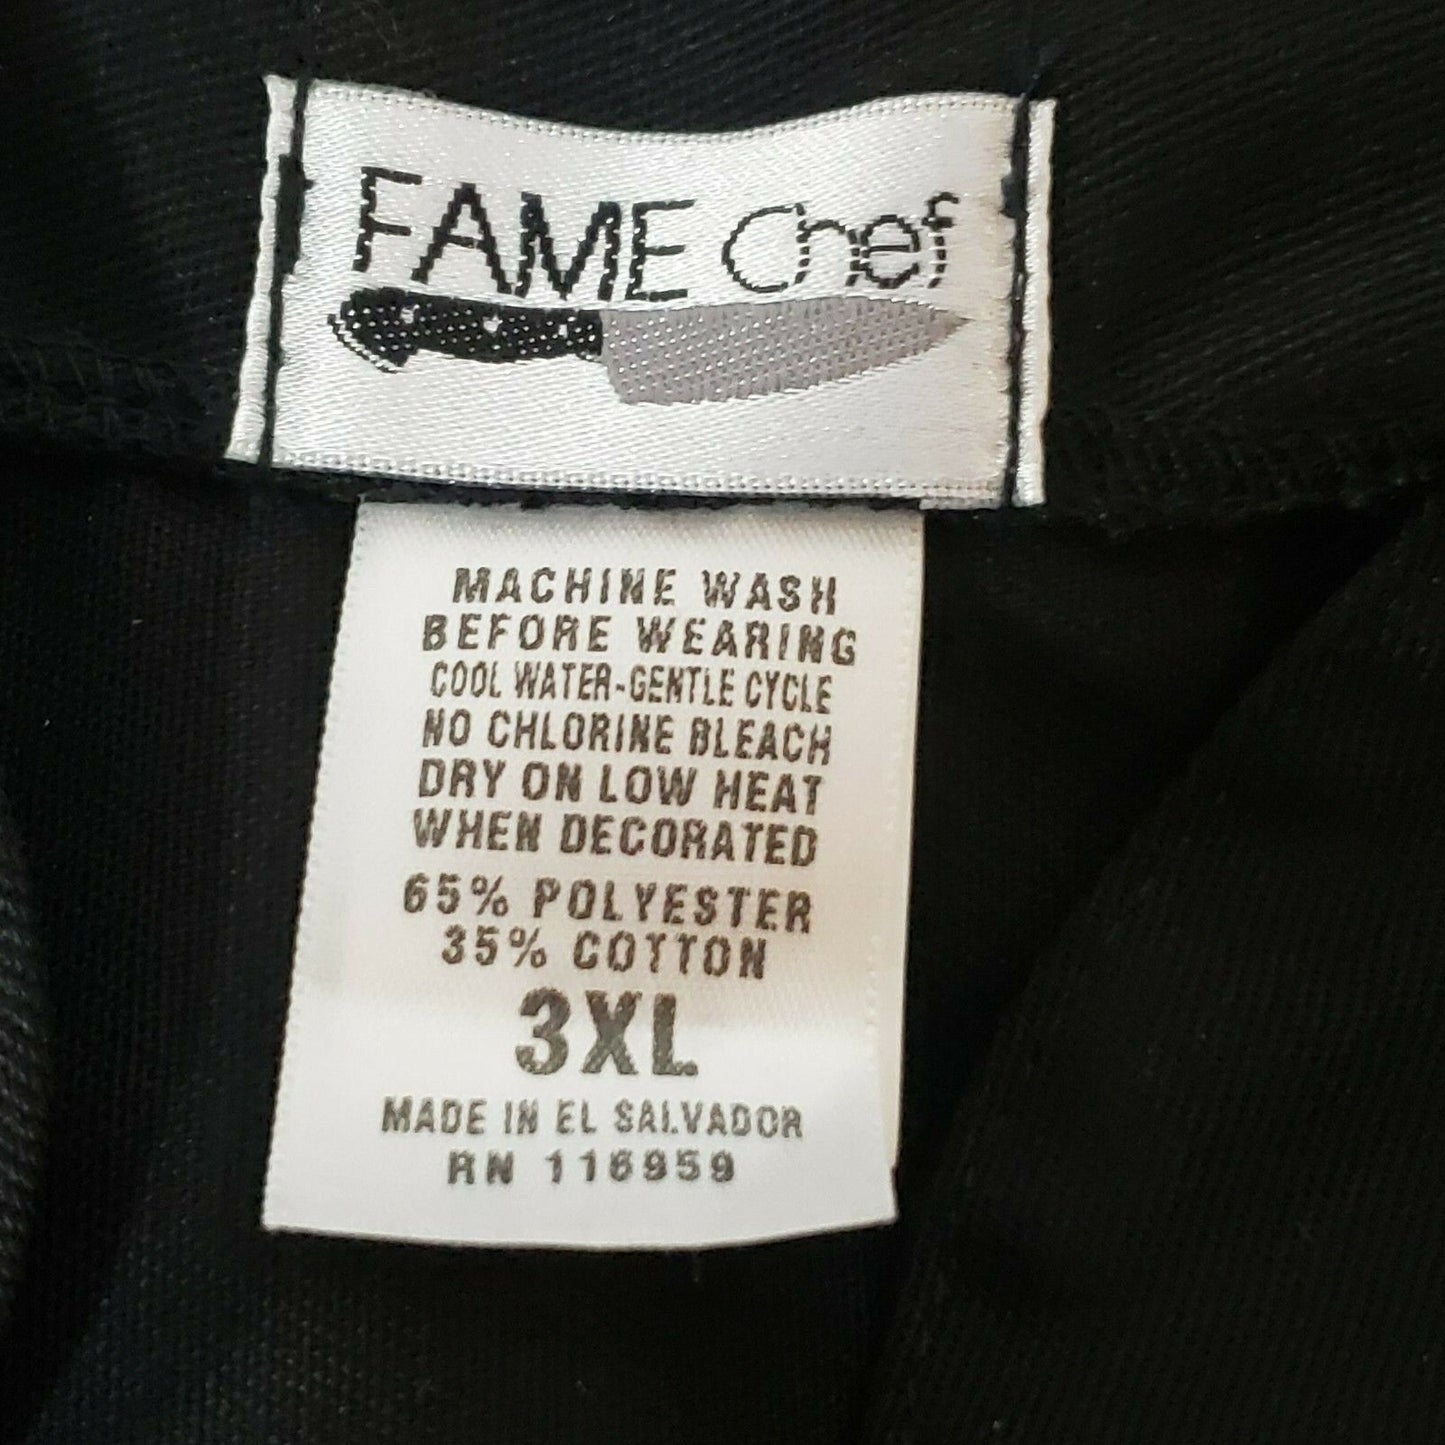 FAME Chef
MACHINE WASH
BEFORE WEARING
COOL WATER-GENTLE CYCLE
NO CHLORINE BLEACH
DRY ON LOW HEAT
WHEN DECORATED
65% POLYESTER
35% COTTON
3XL
MADE IN EL SALVADOR
RN 116959